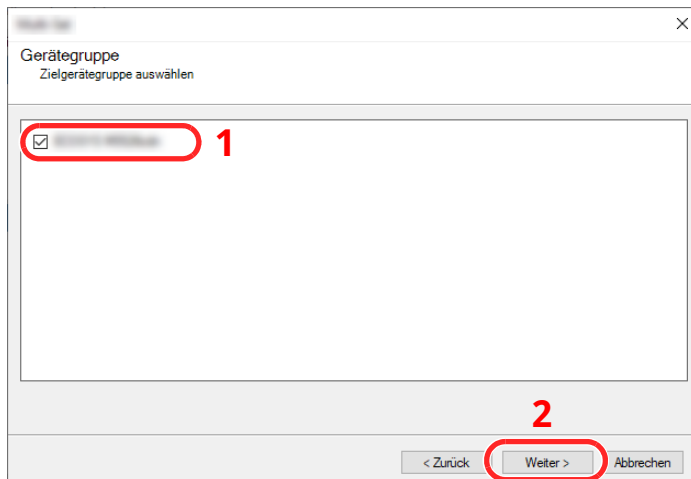 Gerätegruppe
Zielgerätegruppe auswählen
1
2
< Zurück
Weiter >
Abbrechen